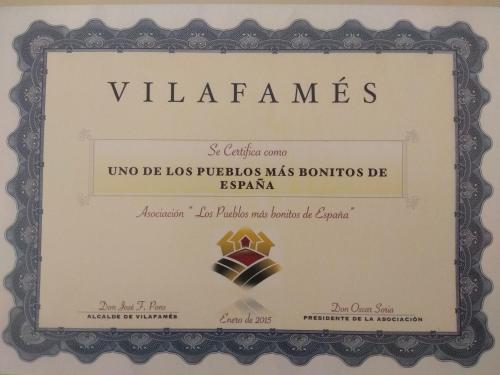 VILAFAMÉS
Se Certifica como
UNO DE LOS PUEBLOS MÁS BONITOS DE
ESPAÑA
Asociación " Los Pueblos más bonitos de España"
Don José F. Pons
ALCALDE DE VILAFAMÉS
Enero de 2015
Don Oscar Soria
PRESIDENTE DE LA ASOCIACIÓN